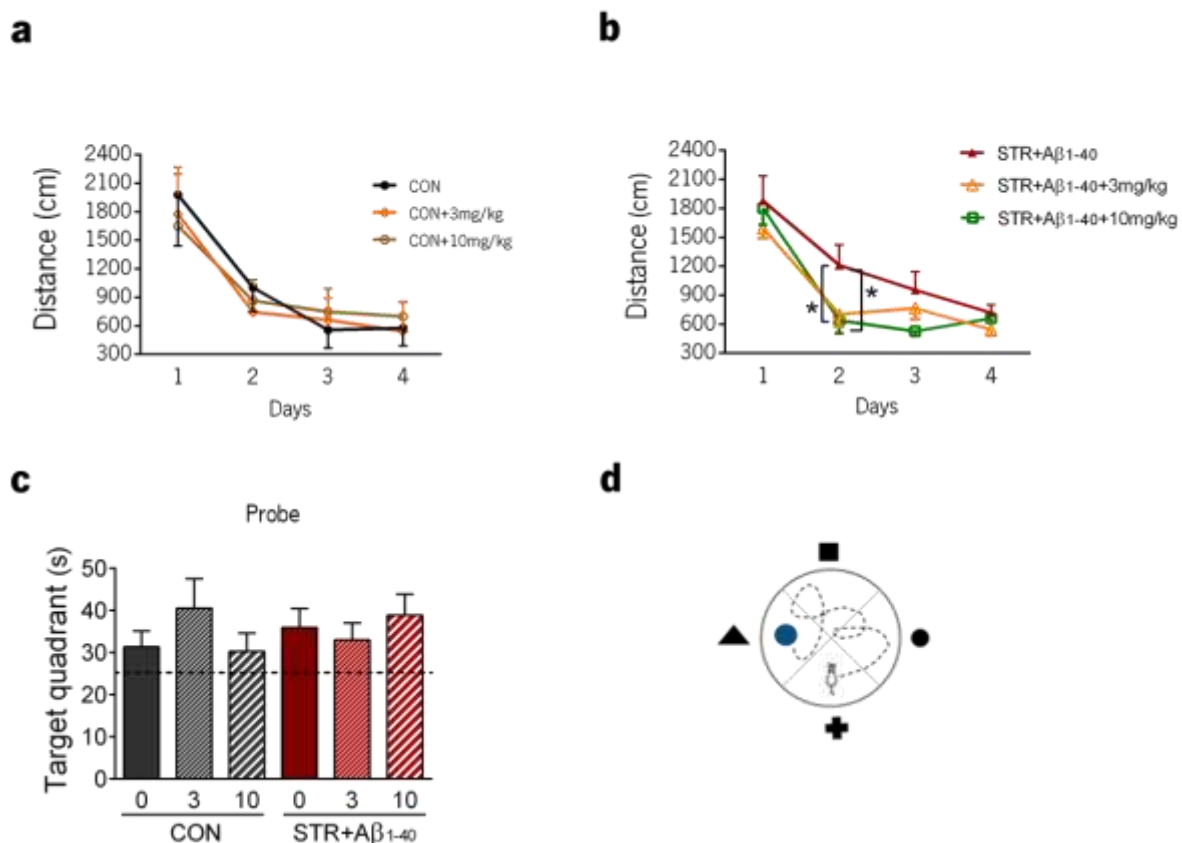 a
b
2400
2100
1800
1500
1200
900
600
300
Distance (cm)
1 2 3 4
Days
CON
CON+3mg/kg
CON+10mg/kg
2400
2100
1800
1500
1200
900
600
300
Distance (cm)
* *
1 2 3 4
Days
STR+Aβ1-40
STR+Aβ1-40+3mg/kg
STR+Aβ1-40+10mg/kg
c
d
Probe
50
40
30
20
10
0
Target quadrant (s)
0 3 10 0 3 10
CON STR+Aβ1-40